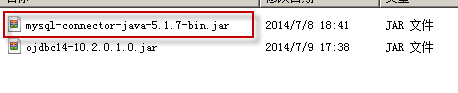 mysql-connector-java-5.1.7-bin.jar 2014/7/8 18:41 JAR 文件
ojdbc14-10.2.0.1.0.jar 2014/7/9 17:38 JAR 文件